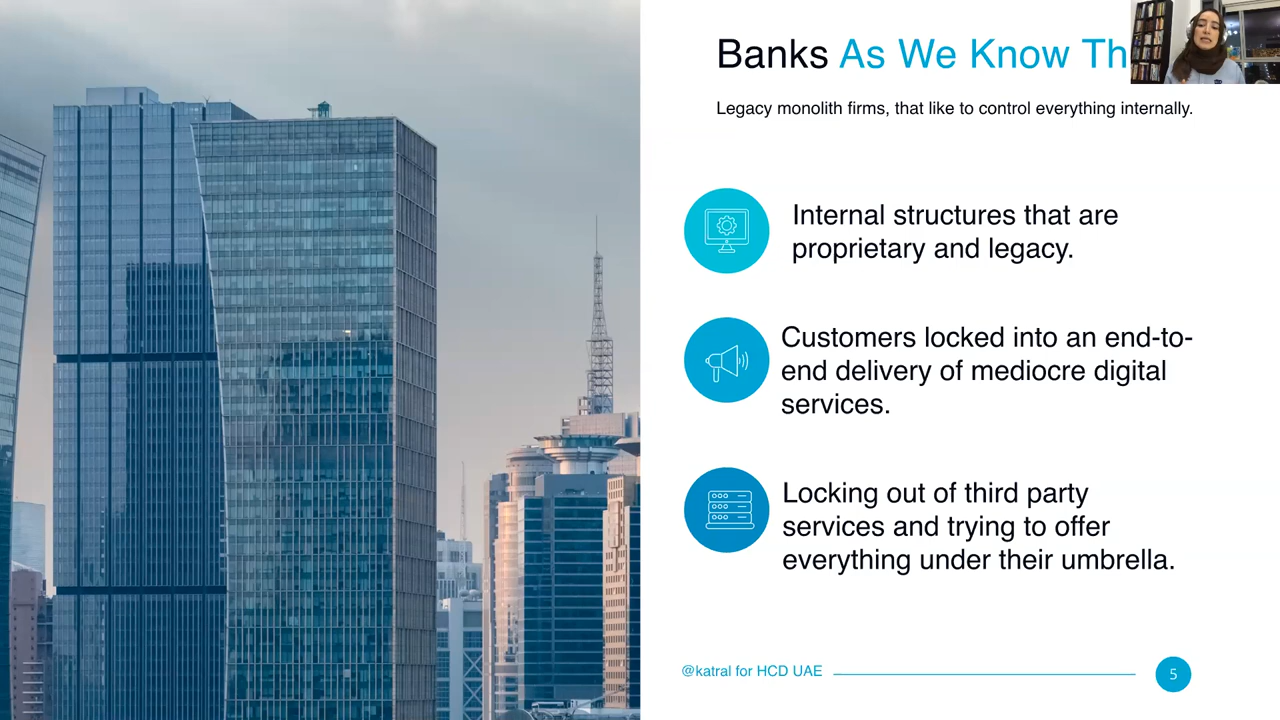 Banks As We Know Th
Legacy monolith firms, that like to control everything internally.
Internal structures that are
proprietary and legacy.
Customers locked into an end-to-
end delivery of mediocre digital
services.
Locking out of third party
services and trying to offer
everything under their umbrella.
@katral for HCD UAE
5